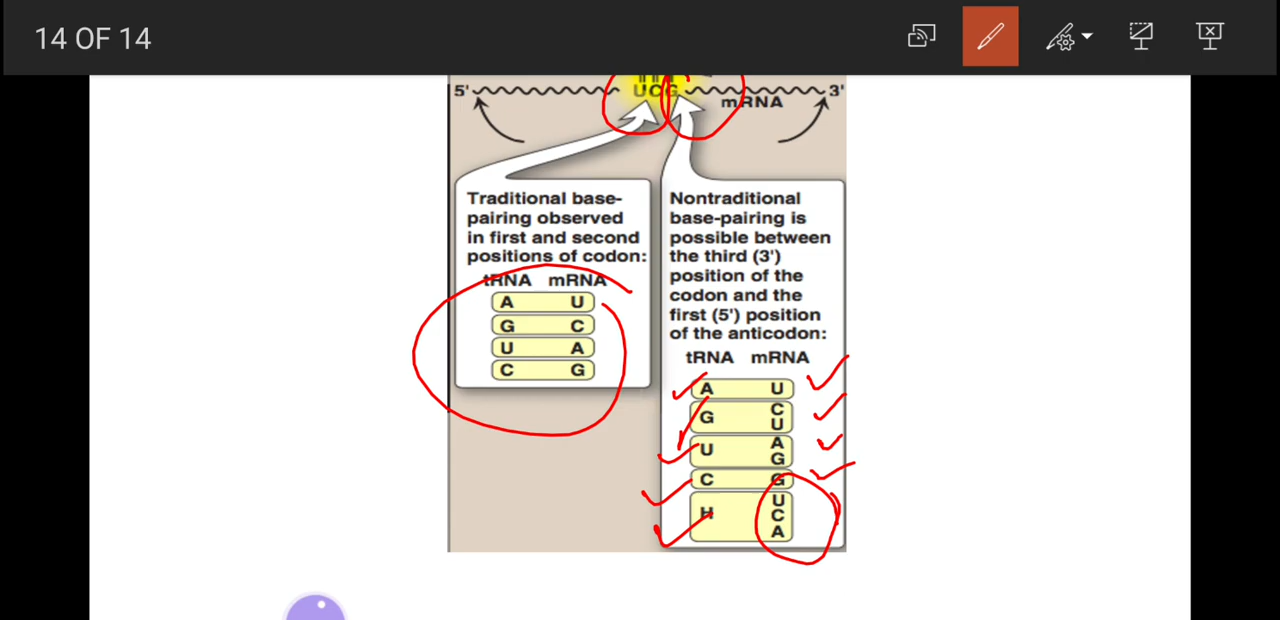 14 OF 14
5' UCG 3'
mRNA
Traditional base-
pairing observed
in first and second
positions of codon:
tRNA mRNA
A U
G C
U A
C G
Nontraditional
base-pairing is
possible between
the third (3')
position of the
codon and the
first (5') position
of the anticodon:
tRNA mRNA
A U
G C
U
U A
G
C G
H U
C
A